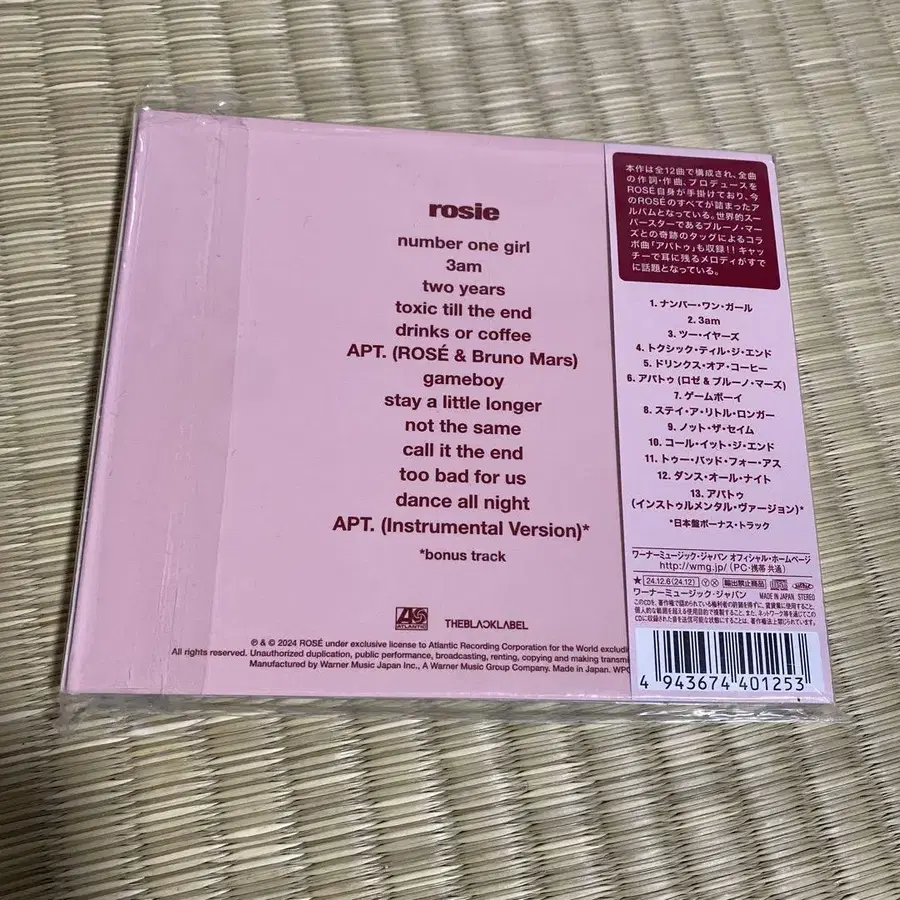 rosie
number one girl
3am
two years
toxic till the end
drinks or coffee
APT. (ROSÉ & Bruno Mars)
gameboy
stay a little longer
not the same
call it the end
too bad for us
dance all night
APT. (Instrumental Version)*
*bonus track
ATLANTIC
THEBLACKLABEL
℗ & © 2024 ROSÉ under exclusive license to Atlantic Recording Corporation for the World
All rights reserved. Unauthorized duplication, public performance, broadcasting, renting, copying and making
Manufactured by Warner Music Japan Inc., A Warner Music Group Company. Made in Japan.
本作は全12曲で構成され、全曲
の作詞・作曲、プロデュースを
ROSÉ自身が手掛けており、今
のROSÉのすべてが詰まったア
ルバムとなっている。世界的スー
パースターであるブルーノ・マー
ズとの奇跡のタッグによるコラ
ボ曲「アパトゥ」も収録!! キャッ
チーで耳に残るメロディがすで
に話題となっている。
1. ナンバー・ワン・ガール
2. 3am
3. ツー・イヤーズ
4. トクシック・ティル・ジ・エンド
5. ドリンクス・オア・コーヒー
6. アパトゥ (ロゼ & ブルーノ・マーズ)
7. ゲームボーイ
8. ステイ・ア・リトル・ロンガー
9. ノット・ザ・セイム
10. コール・イット・ジ・エンド
11. トゥー・バッド・フォー・アス
12. ダンス・オール・ナイト
13. アパトゥ
(インストゥルメンタル・ヴァージョン)*
*日本盤ボーナス・トラック
ワーナーミュージック・ジャパン オフィシャル・ホームページ
http://wmg.jp/ (PC・携帯 共通)
★ 24.12.6 (24.12) Ⓨ Ⓧ 輸出禁止商品
ワーナーミュージック・ジャパン MADE IN JAPAN STEREO
4 943674 401253